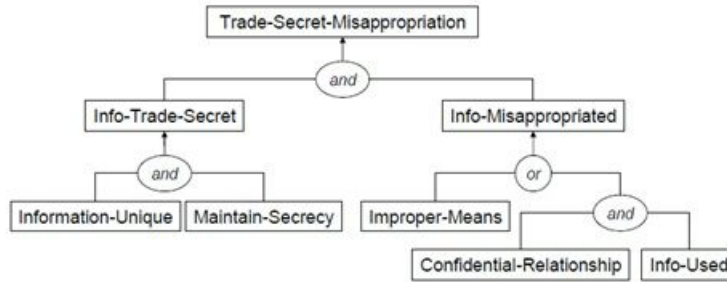 Trade-Secret-Misappropriation
and
Info-Trade-Secret
Info-Misappropriated
and
or
Information-Unique
Maintain-Secrecy
Improper-Means
and
Confidential-Relationship
Info-Used